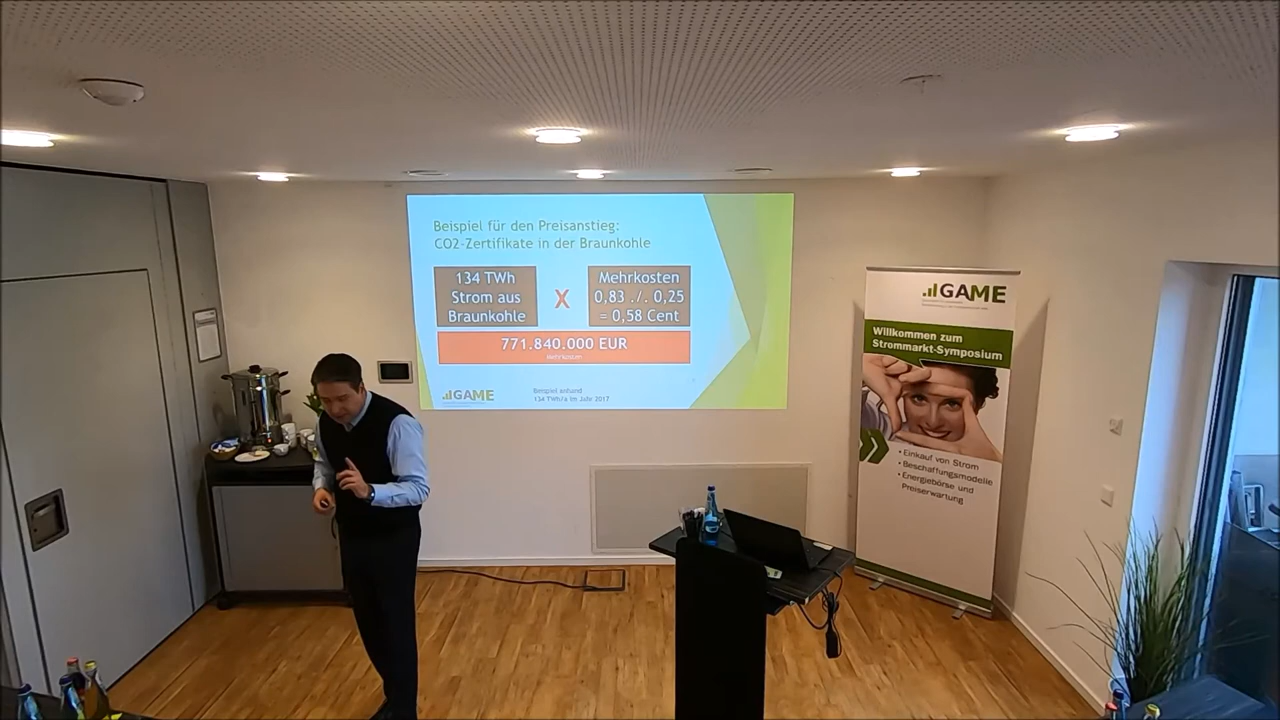 Beispiel für den Preisanstieg:
CO2-Zertifikate in der Braunkohle
134 TWh
Strom aus
Braunkohle
X
Mehrkosten
0,83 ./. 0,25
= 0,58 Cent
771.840.000 EUR
Mehrkosten
GAME
Beispiel anhand
134 TWh/a im Jahr 2017
GAME
Willkommen zum
Strommarkt-Symposium
• Einkauf von Strom
• Beschaffungsmodelle
• Energiebörse und
Preiserwartung